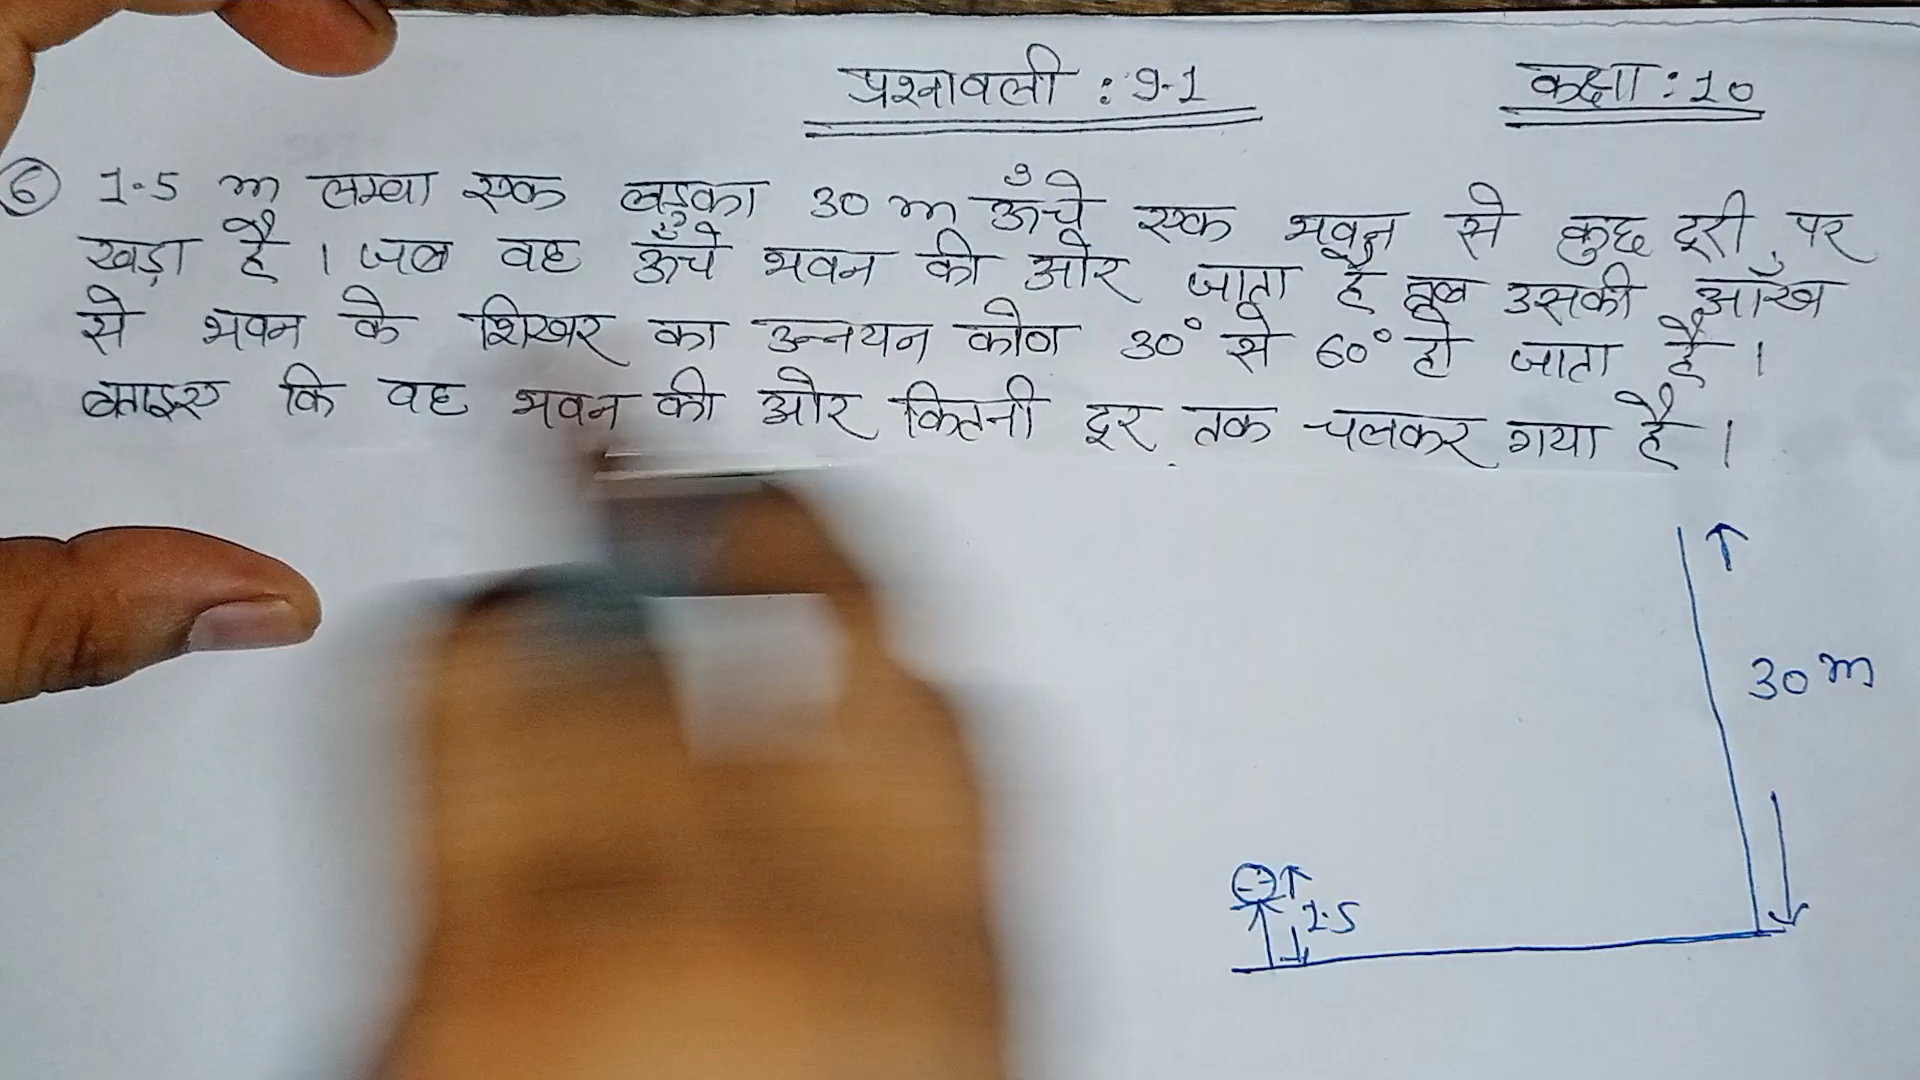 प्रश्नावली : 9.1
कक्षा : 10
6 1.5 m लम्बा एक लड़का 30 m ऊँचे एक भवन से कुछ दूरी पर
खड़ा है । जब वह ऊँचे भवन की ओर जाता है तब उसकी आँख
से भवन के शिखर का उन्नयन कोण 30° से 60° हो जाता है ।
बताइए कि वह भवन की ओर कितनी दूर तक चलकर गया है ।
30 m
1.5